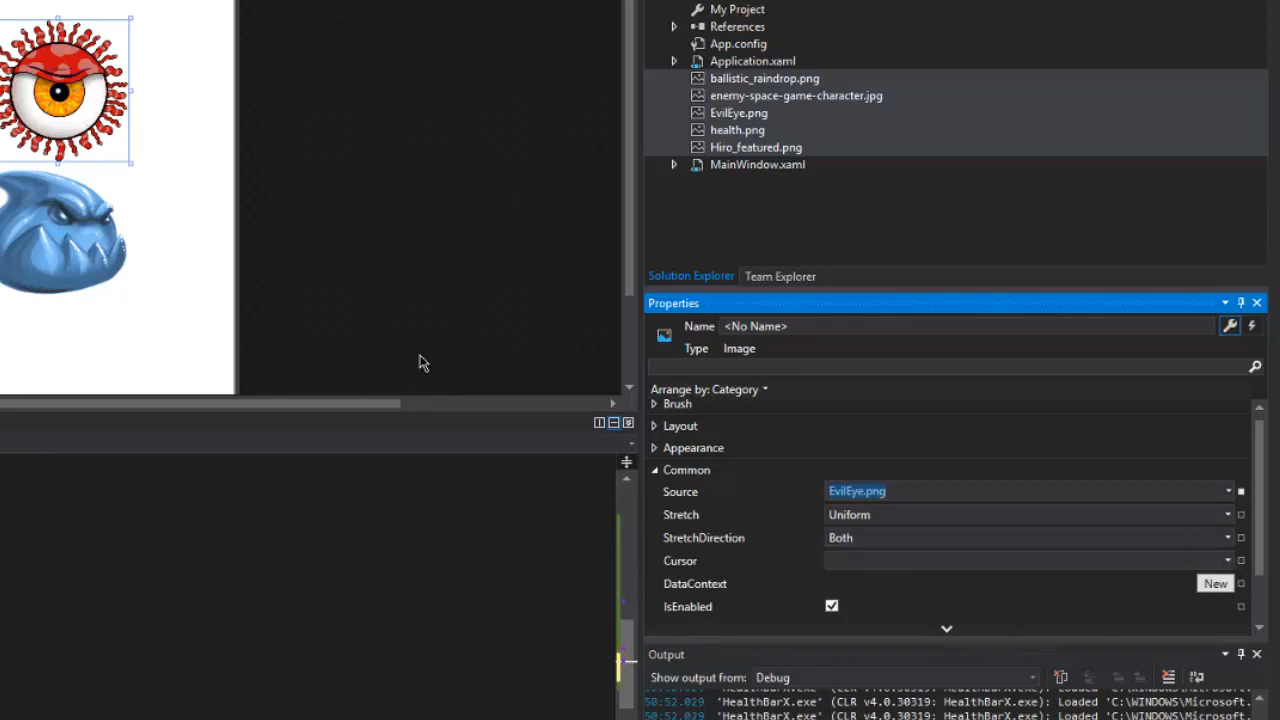 My Project
References
App.config
Application.xaml
ballistic_raindrop.png
enemy-space-game-character.jpg
EvilEye.png
health.png
Hiro_featured.png
MainWindow.xaml
Solution Explorer Team Explorer
Properties
Name <No Name>
Type Image
Arrange by: Category
Brush
Layout
Appearance
Common
Source EvilEye.png
Stretch Uniform
StretchDirection Both
Cursor
DataContext New
IsEnabled
Output
Show output from: Debug
'HealthBarX.exe' (CLR v4.0.30319: HealthBarX.exe): Loaded 'C:\WINDOWS\Microsoft.
50:52.029 'HealthBarX.exe' (CLR v4.0.30319: HealthBarX.exe): Loaded 'C:\WINDOWS\Microsoft.